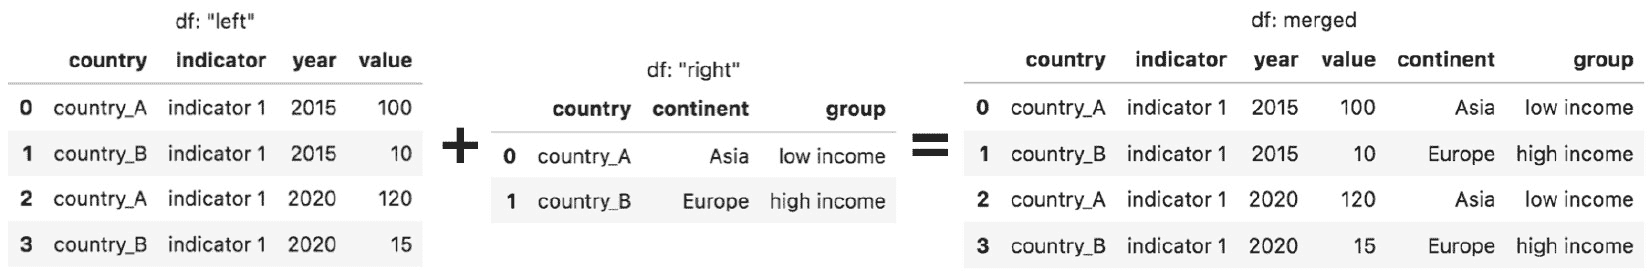 df: "left"
country indicator year value
0 country_A indicator 1 2015 100
1 country_B indicator 1 2015 10
2 country_A indicator 1 2020 120
3 country_B indicator 1 2020 15
+
df: "right"
country continent group
0 country_A Asia low income
1 country_B Europe high income
=
df: merged
country indicator year value continent group
0 country_A indicator 1 2015 100 Asia low income
1 country_B indicator 1 2015 10 Europe high income
2 country_A indicator 1 2020 120 Asia low income
3 country_B indicator 1 2020 15 Europe high income